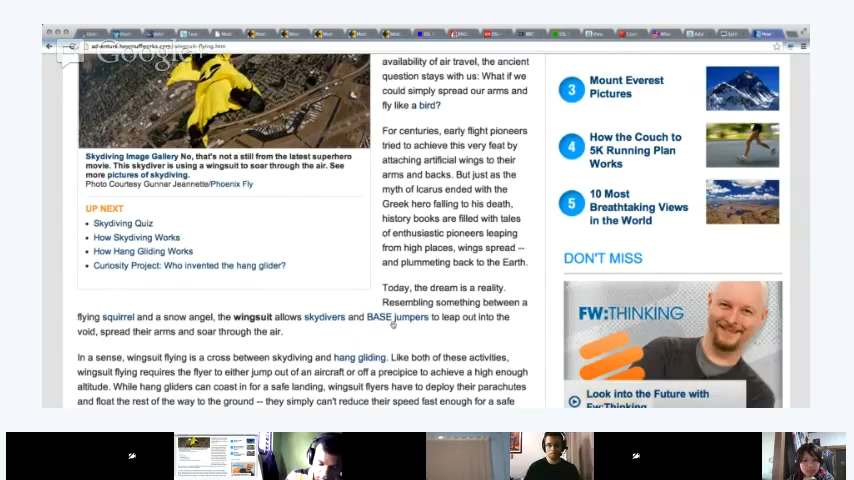 Google+
adventure.howstuffworks.com/wingsuit-flying.htm
availability of air travel, the ancient
question stays with us: What if we
could simply spread our arms and
fly like a bird?
For centuries, early flight pioneers
tried to achieve this very feat by
attaching artificial wings to their
arms and backs. But just as the
myth of Icarus ended with the
Greek hero falling to his death,
history books are filled with tales
of enthusiastic pioneers leaping
from high places, wings spread --
and plummeting back to the Earth.
Today, the dream is a reality.
Resembling something between a
Skydiving Image Gallery No, that's not a still from the latest superhero
movie. This skydiver is using a wingsuit to soar through the air. See
more pictures of skydiving.
Photo Courtesy Gunnar Jeannette/Phoenix Fly
UP NEXT
• Skydiving Quiz
• How Skydiving Works
• How Hang Gliding Works
• Curiosity Project: Who invented the hang glider?
flying squirrel and a snow angel, the wingsuit allows skydivers and BASE jumpers to leap out into the
void, spread their arms and soar through the air.
In a sense, wingsuit flying is a cross between skydiving and hang gliding. Like both of these activities,
wingsuit flying requires the flyer to either jump out of an aircraft or off a precipice to achieve a high enough
altitude. While hang gliders can coast in for a safe landing, wingsuit flyers have to deploy their parachutes
and float the rest of the way to the ground -- they simply can't reduce their speed fast enough for a safe
3 Mount Everest
Pictures
4 How the Couch to
5K Running Plan
Works
5 10 Most
Breathtaking Views
in the World
DON'T MISS
FW:THINKING
Look into the Future with
Fw:Thinking